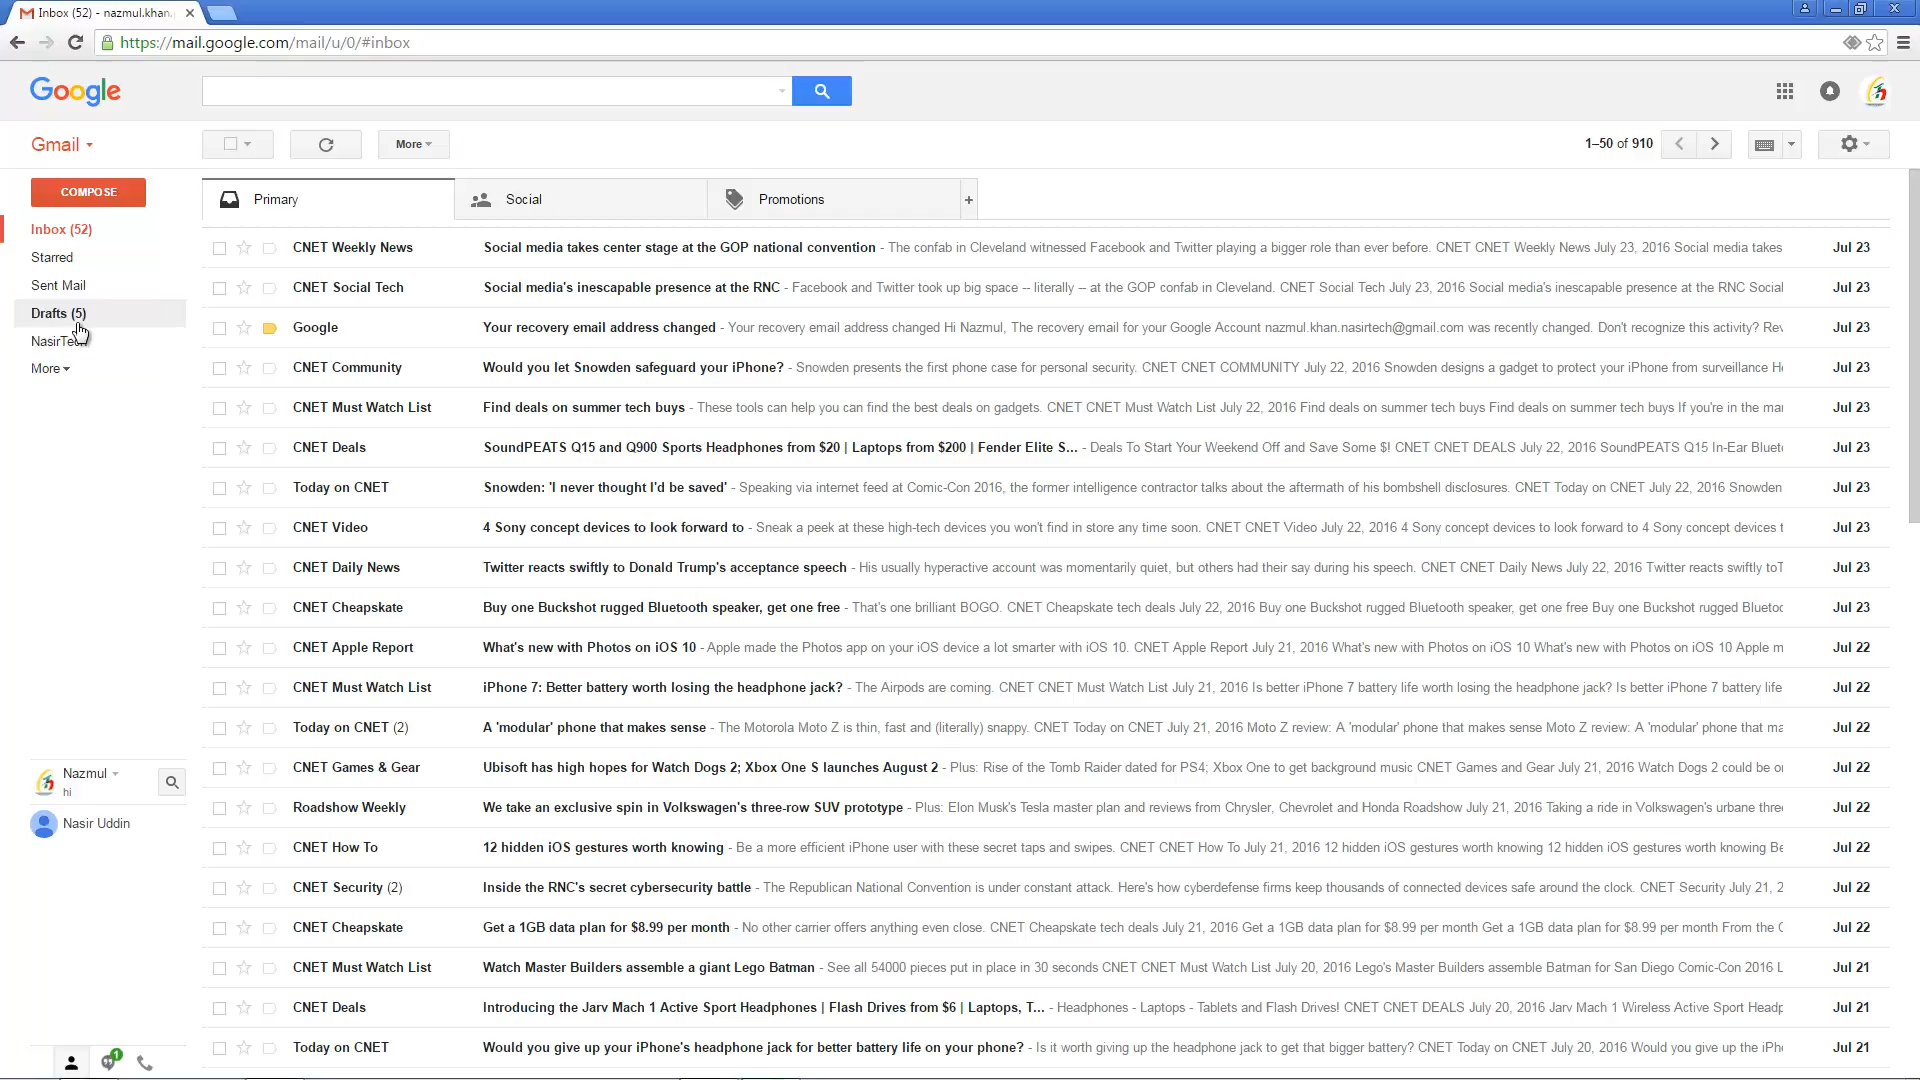 Inbox (52) - nazmul.khan.
https://mail.google.com/mail/u/0/#inbox
Google
Gmail
More
1–50 of 910
COMPOSE
Primary
Social
Promotions
+
Inbox (52)
Starred
Sent Mail
Drafts (5)
NasirTech
More
CNET Weekly News Social media takes center stage at the GOP national convention - The confab in Cleveland witnessed Facebook and Twitter playing a bigger role than ever before. CNET CNET Weekly News July 23, 2016 Social media takes Jul 23
CNET Social Tech Social media's inescapable presence at the RNC - Facebook and Twitter took up big space -- literally -- at the GOP confab in Cleveland. CNET Social Tech July 23, 2016 Social media's inescapable presence at the RNC Social Jul 23
Google Your recovery email address changed - Your recovery email address changed Hi Nazmul, The recovery email for your Google Account nazmul.khan.nasirtech@gmail.com was recently changed. Don't recognize this activity? Rev Jul 23
CNET Community Would you let Snowden safeguard your iPhone? - Snowden presents the first phone case for personal security. CNET CNET COMMUNITY July 22, 2016 Snowden designs a gadget to protect your iPhone from surveillance He Jul 23
CNET Must Watch List Find deals on summer tech buys - These tools can help you can find the best deals on gadgets. CNET CNET Must Watch List July 22, 2016 Find deals on summer tech buys Find deals on summer tech buys If you're in the mar Jul 23
CNET Deals SoundPEATS Q15 and Q900 Sports Headphones from $20 | Laptops from $200 | Fender Elite S... - Deals To Start Your Weekend Off and Save Some $! CNET CNET DEALS July 22, 2016 SoundPEATS Q15 In-Ear Bluet Jul 23
Today on CNET Snowden: 'I never thought I'd be saved' - Speaking via internet feed at Comic-Con 2016, the former intelligence contractor talks about the aftermath of his bombshell disclosures. CNET Today on CNET July 22, 2016 Snowden Jul 23
CNET Video 4 Sony concept devices to look forward to - Sneak a peek at these high-tech devices you won't find in store any time soon. CNET CNET Video July 22, 2016 4 Sony concept devices to look forward to 4 Sony concept devices t Jul 23
CNET Daily News Twitter reacts swiftly to Donald Trump's acceptance speech - His usually hyperactive account was momentarily quiet, but others had their say during his speech. CNET CNET Daily News July 22, 2016 Twitter reacts swiftly toT Jul 23
CNET Cheapskate Buy one Buckshot rugged Bluetooth speaker, get one free - That's one brilliant BOGO. CNET Cheapskate tech deals July 22, 2016 Buy one Buckshot rugged Bluetooth speaker, get one free Buy one Buckshot rugged Bluetoo Jul 23
CNET Apple Report What's new with Photos on iOS 10 - Apple made the Photos app on your iOS device a lot smarter with iOS 10. CNET Apple Report July 21, 2016 What's new with Photos on iOS 10 What's new with Photos on iOS 10 Apple m Jul 22
CNET Must Watch List iPhone 7: Better battery worth losing the headphone jack? - The Airpods are coming. CNET CNET Must Watch List July 21, 2016 Is better iPhone 7 battery life worth losing the headphone jack? Is better iPhone 7 battery life Jul 22
Today on CNET (2) A 'modular' phone that makes sense - The Motorola Moto Z is thin, fast and (literally) snappy. CNET Today on CNET July 21, 2016 Moto Z review: A 'modular' phone that makes sense Moto Z review: A 'modular' phone that ma Jul 22
CNET Games & Gear Ubisoft has high hopes for Watch Dogs 2; Xbox One S launches August 2 - Plus: Rise of the Tomb Raider dated for PS4; Xbox One to get background music CNET Games and Gear July 21, 2016 Watch Dogs 2 could be or Jul 22
Roadshow Weekly We take an exclusive spin in Volkswagen's three-row SUV prototype - Plus: Elon Musk's Tesla master plan and reviews from Chrysler, Chevrolet and Honda Roadshow July 21, 2016 Taking a ride in Volkswagen's urbane three Jul 22
CNET How To 12 hidden iOS gestures worth knowing - Be a more efficient iPhone user with these secret taps and swipes. CNET CNET How To July 21, 2016 12 hidden iOS gestures worth knowing 12 hidden iOS gestures worth knowing Be Jul 22
CNET Security (2) Inside the RNC's secret cybersecurity battle - The Republican National Convention is under constant attack. Here's how cyberdefense firms keep thousands of connected devices safe around the clock. CNET Security July 21, 2 Jul 22
CNET Cheapskate Get a 1GB data plan for $8.99 per month - No other carrier offers anything even close. CNET Cheapskate tech deals July 21, 2016 Get a 1GB data plan for $8.99 per month Get a 1GB data plan for $8.99 per month From the C Jul 22
CNET Must Watch List Watch Master Builders assemble a giant Lego Batman - See all 54000 pieces put in place in 30 seconds CNET CNET Must Watch List July 20, 2016 Lego's Master Builders assemble Batman for San Diego Comic-Con 2016 L Jul 21
CNET Deals Introducing the Jarv Mach 1 Active Sport Headphones | Flash Drives from $6 | Laptops, T... - Headphones - Laptops - Tablets and Flash Drives! CNET CNET DEALS July 20, 2016 Jarv Mach 1 Wireless Active Sport Headp Jul 21
Today on CNET Would you give up your iPhone's headphone jack for better battery life on your phone? - Is it worth giving up the headphone jack to get that bigger battery? CNET Today on CNET July 20, 2016 Would you give up the iPh Jul 21
Nazmul
hi
Nasir Uddin
1